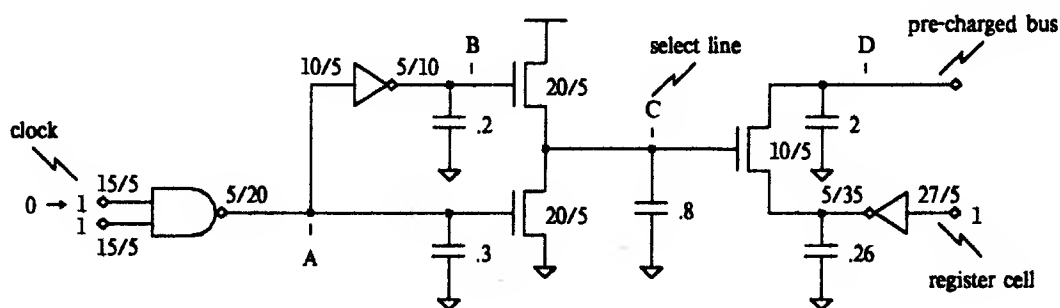 pre-charged bus
select line
B
D
10/5
5/10
20/5
C
.2
2
clock
10/5
15/5
5/20
5/35
27/5
0 → 1
1
20/5
1
15/5
.8
A
.3
.26
register cell